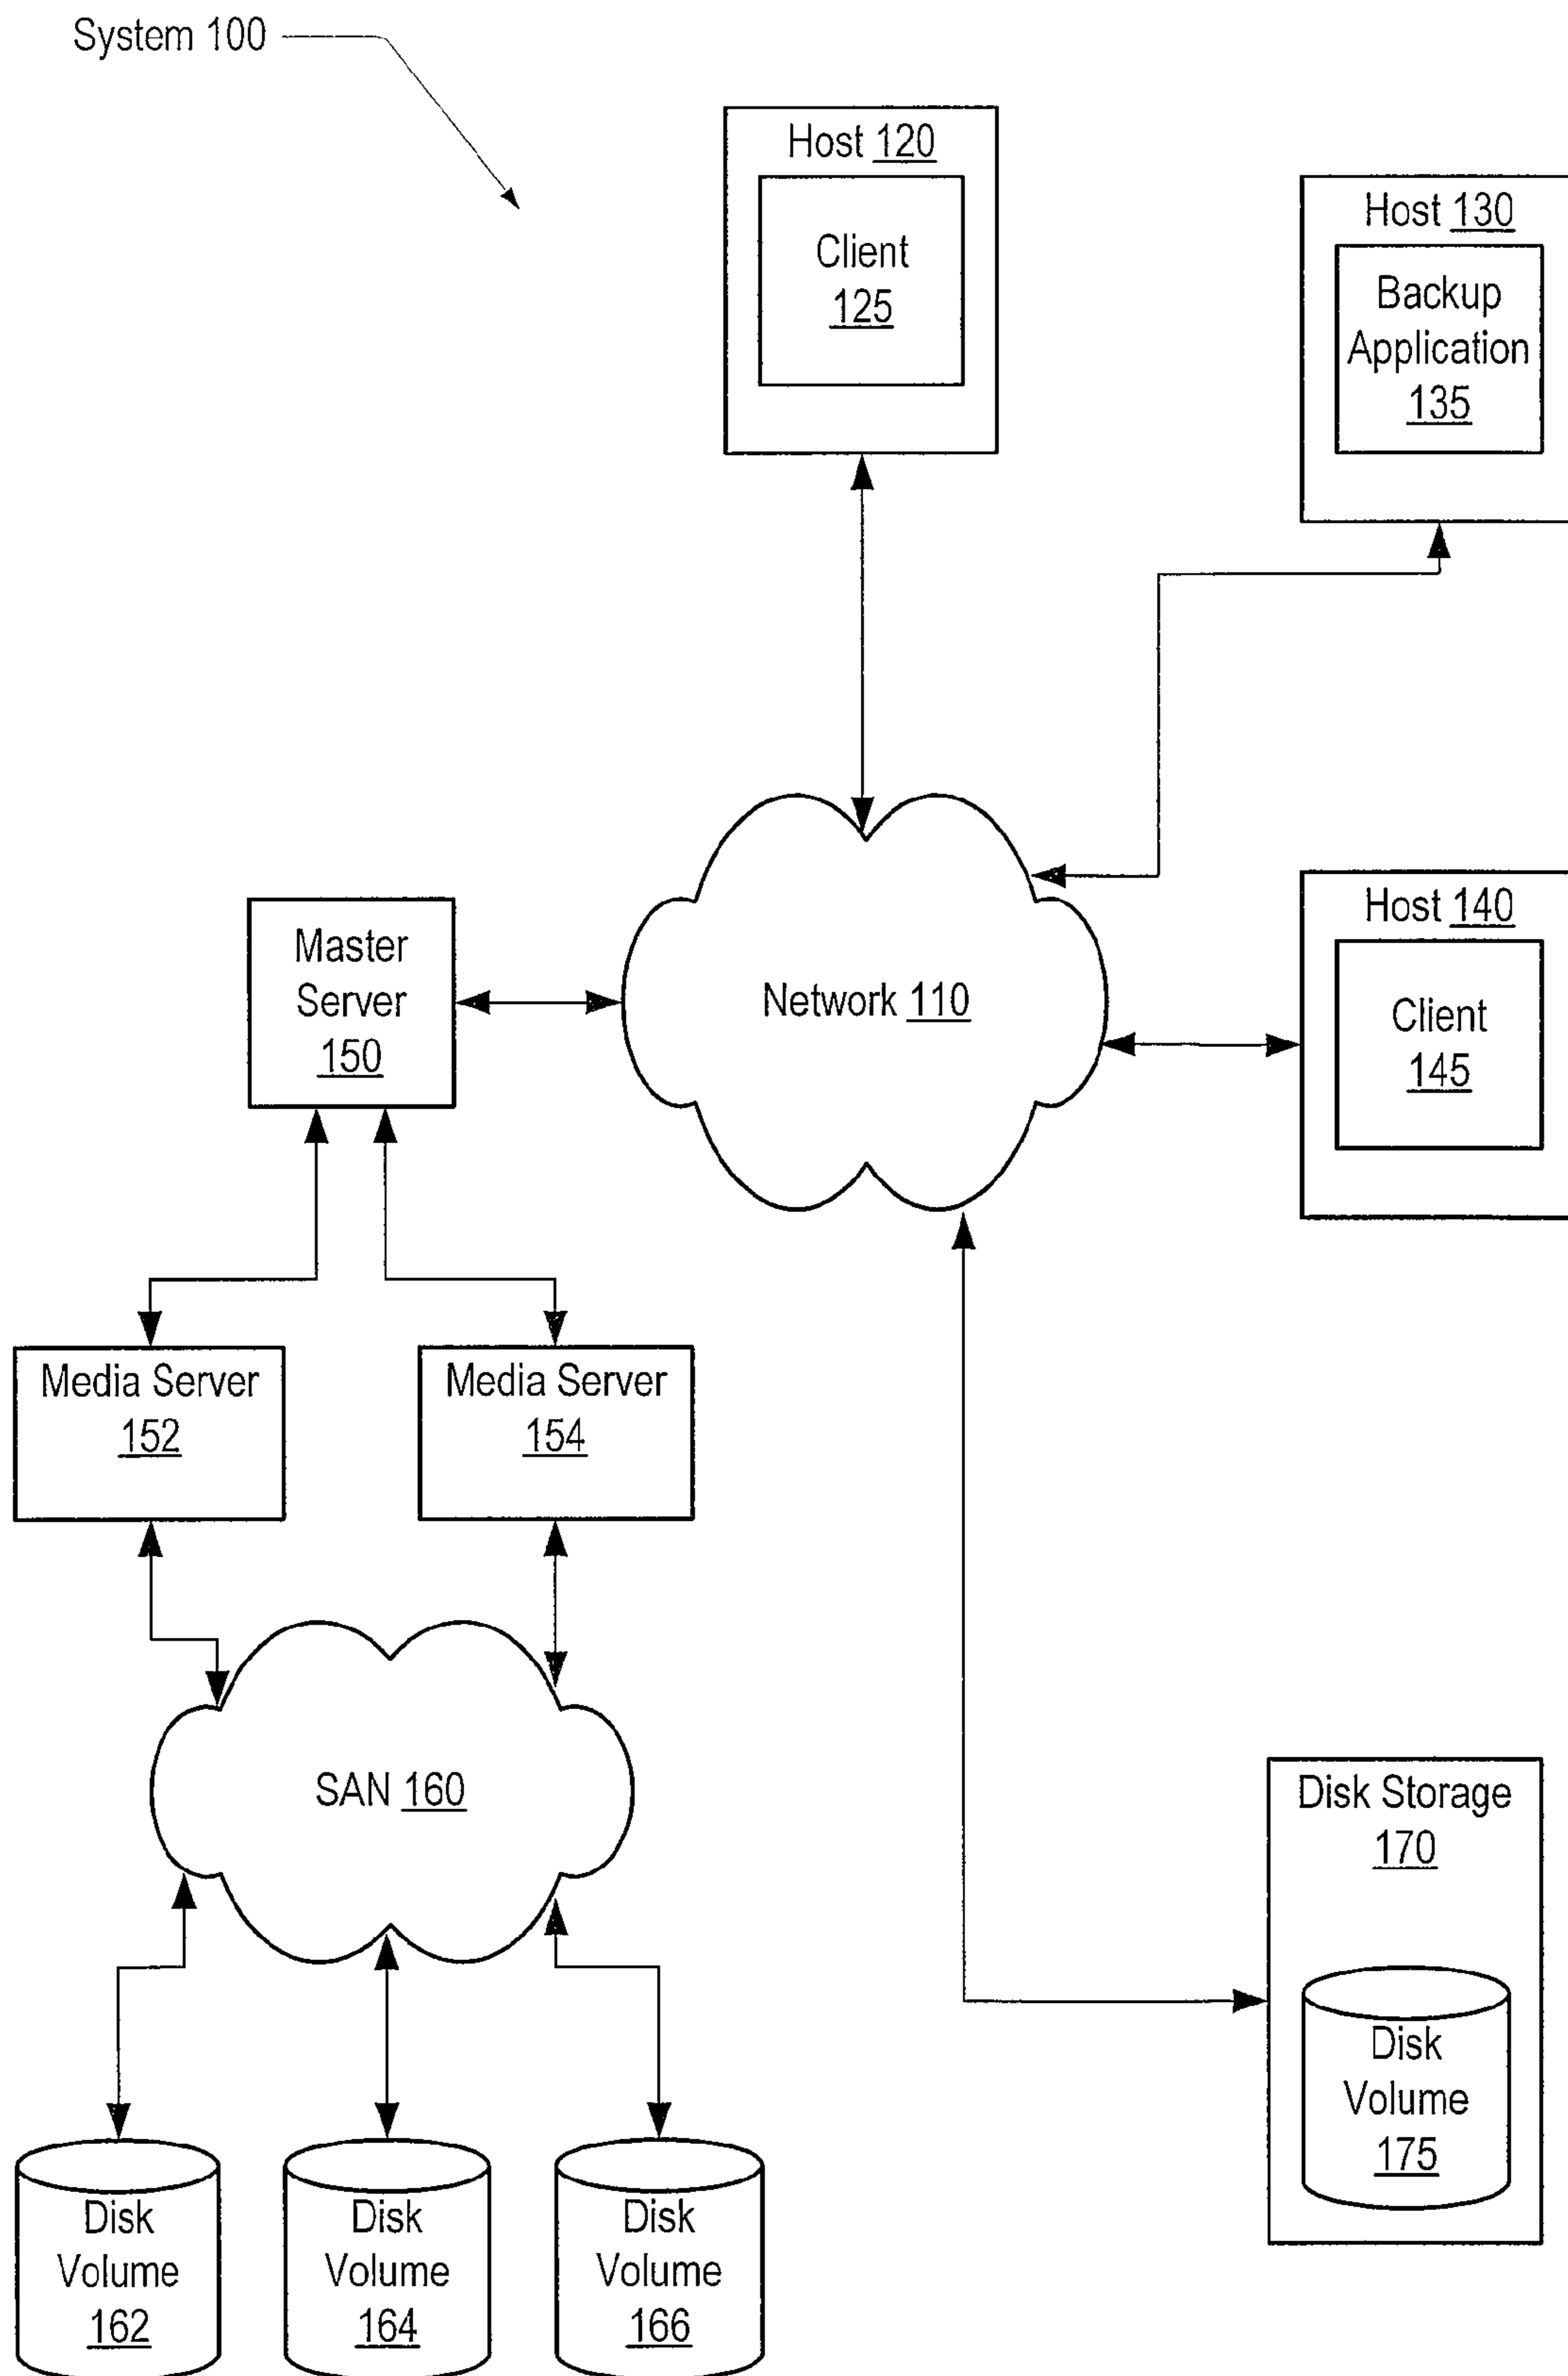 System 100
Host 120
Client
125
Host 130
Backup
Application
135
Master
Server
150
Network 110
Host 140
Client
145
Media Server
152
Media Server
154
SAN 160
Disk Storage
170
Disk
Volume
175
Disk
Volume
162
Disk
Volume
164
Disk
Volume
166